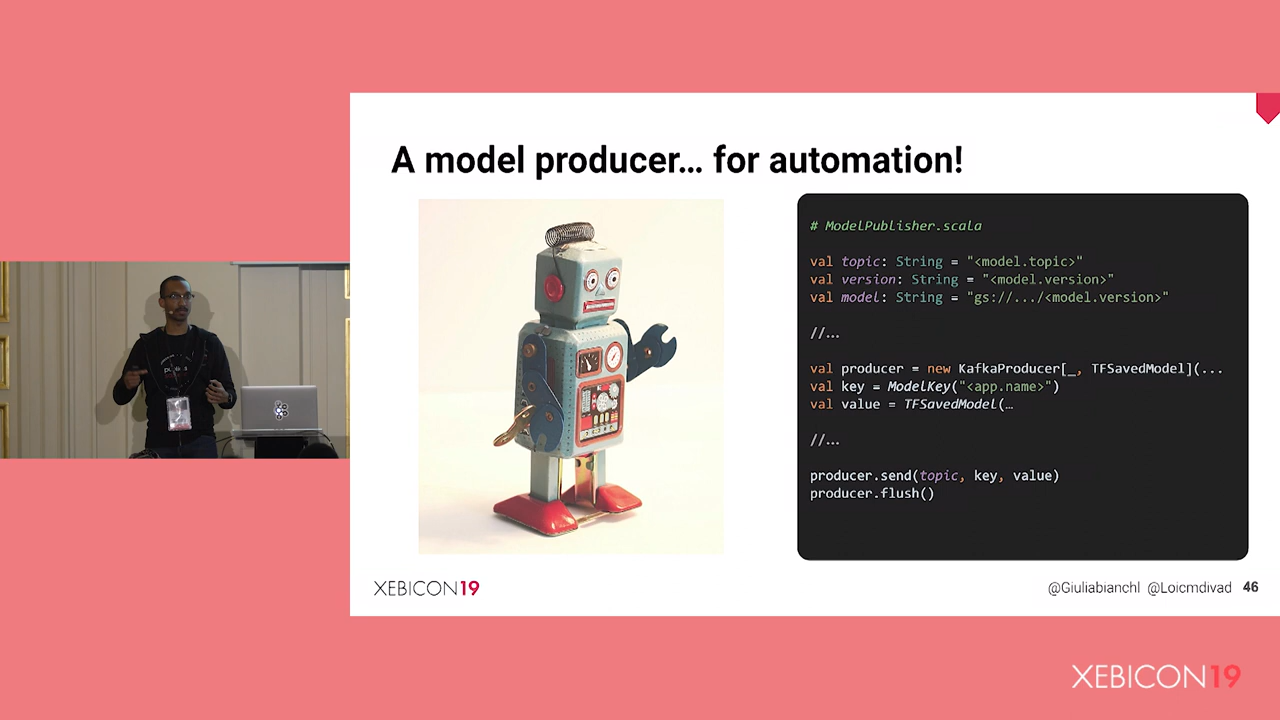 A model producer... for automation!
# ModelPublisher.scala
val topic: String = "<model.topic>"
val version: String = "<model.version>"
val model: String = "gs://.../<model.version>"
//...
val producer = new KafkaProducer[_, TFSavedModel](...
val key = ModelKey("<app.name>")
val value = TFSavedModel(…
//...
producer.send(topic, key, value)
producer.flush()
XEBICON19
@Giuliabianchl @Loicmdivad 46
XEBICON19